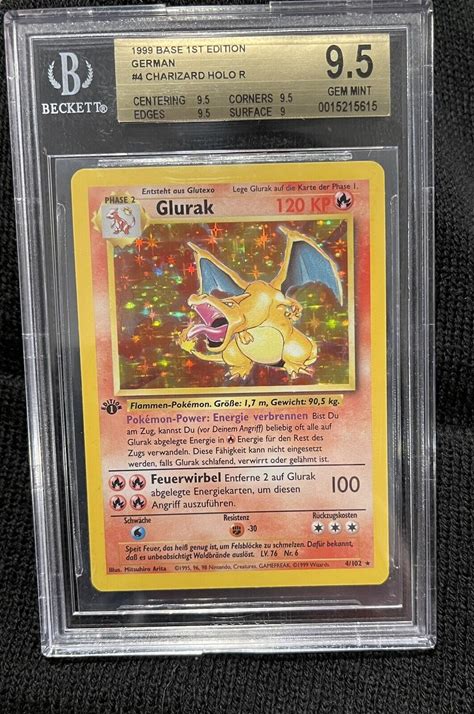 BECKETT
1999 BASE 1ST EDITION
GERMAN
#4 CHARIZARD HOLO R
CENTERING 9.5 CORNERS 9.5
EDGES 9.5 SURFACE 9
9.5
GEM MINT
0015215615
Entsteht aus Glutexo Lege Glurak auf die Karte der Phase 1.
PHASE 2
Glurak 120 KP
EDITION
1
Flammen-Pokémon. Größe: 1,7 m, Gewicht: 90,5 kg.
Pokémon-Power: Energie verbrennen Bist Du
am Zug, kannst Du (vor Deinem Angriff) beliebig oft alle auf
Glurak abgelegte Energie in Energie für den Rest des
Zugs verwandeln. Diese Fähigkeit kann nicht eingesetzt
werden, falls Glurak schlafend, verwirrt oder gelähmt ist.
Feuerwirbel Entferne 2 auf Glurak
abgelegte Energiekarten, um diesen
Angriff auszuführen.
100
Schwäche Resistenz Rückzugskosten
-30
Speit Feuer, das heiß genug ist, um Felsblöcke zu schmelzen. Dafür bekannt,
daß es unbeabsichtigt Waldbrände auslöst. LV. 76 Nr. 6
Illus. Mitsuhiro Arita ©1995, 96, 98 Nintendo, Creatures, GAMEFREAK. ©1999 Wizards. 4/102 ★